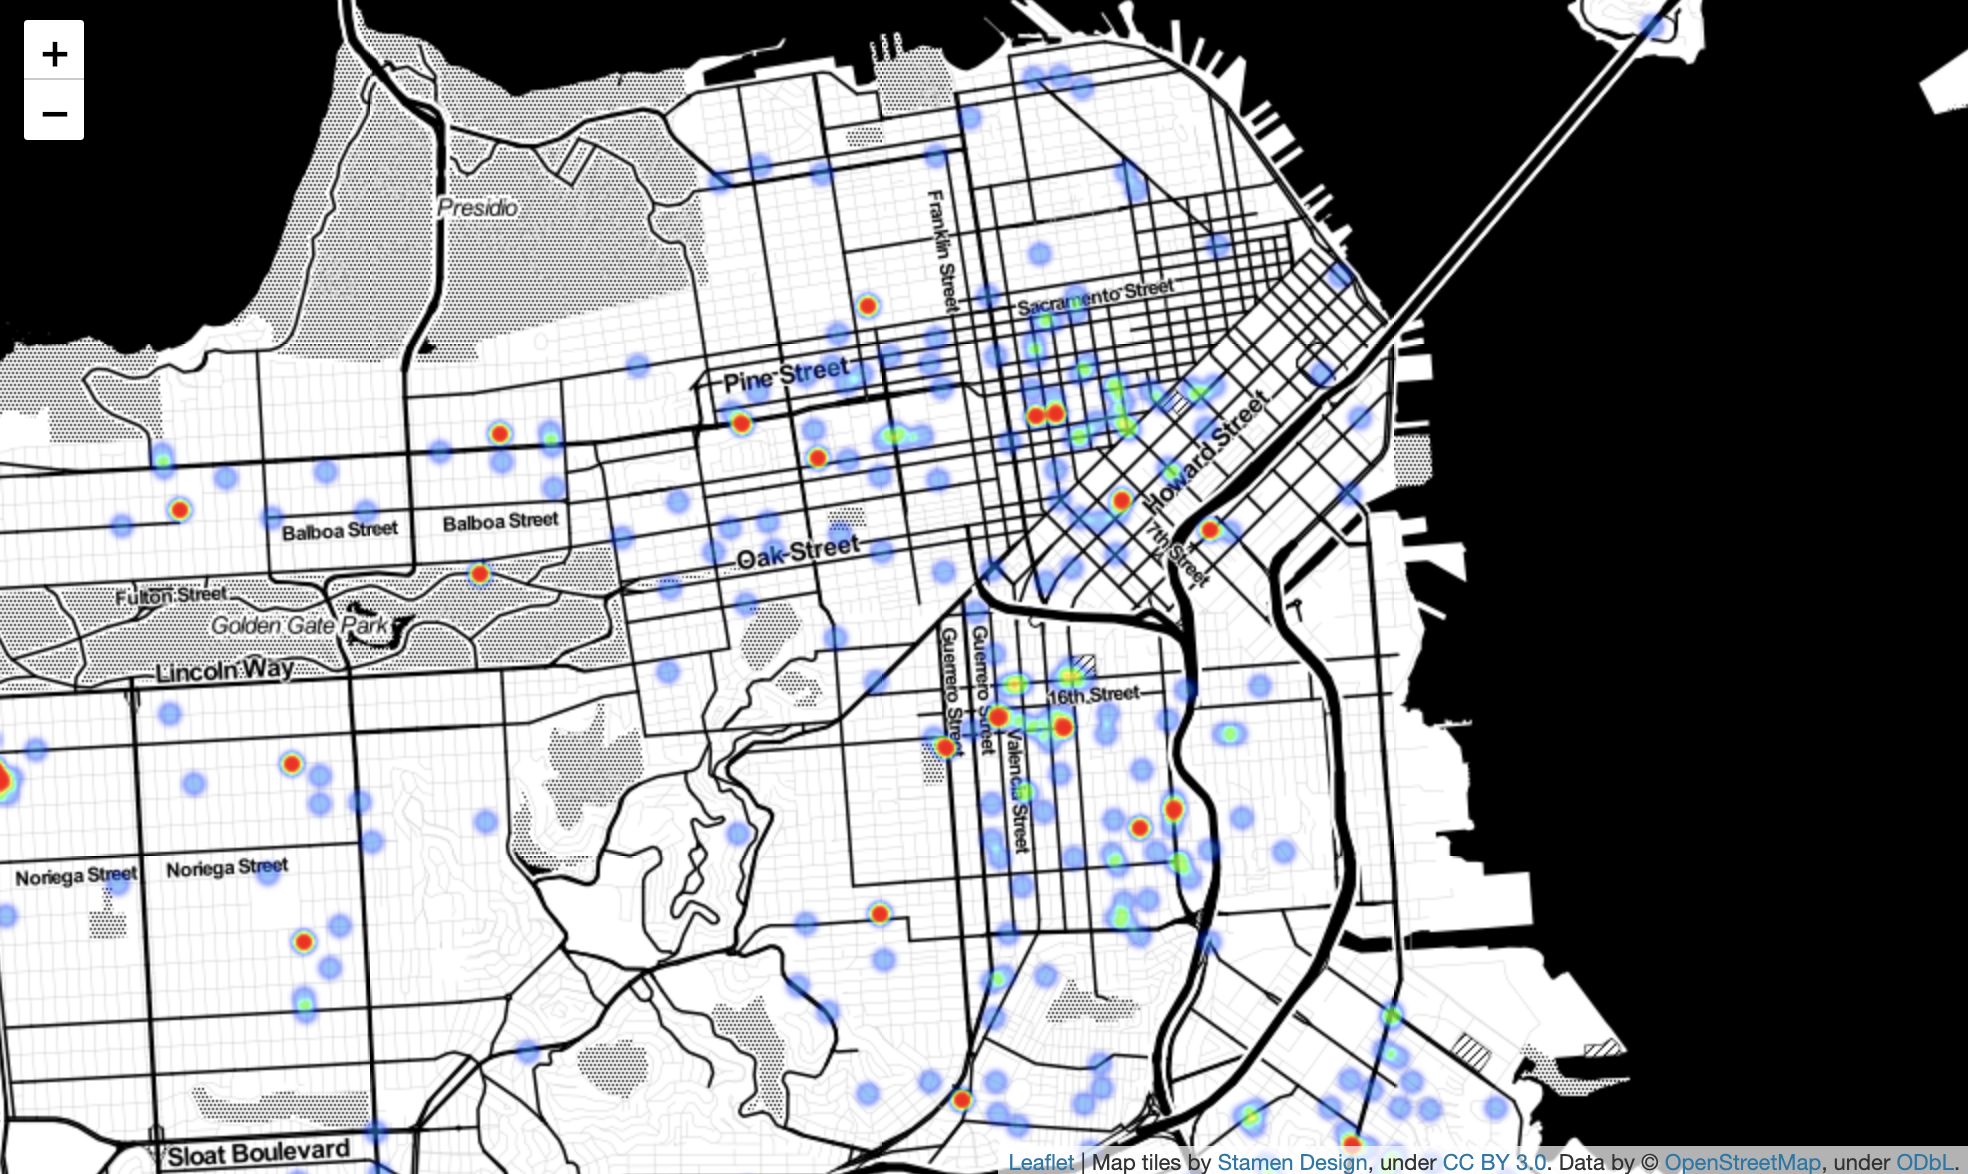 +
−
Presidio
Franklin Street
Sacramento Street
Pine Street
Howard Street
Balboa Street
Balboa Street
7th Street
Oak Street
Fulton Street
Golden Gate Park
Lincoln Way
Guerrero Street
Guerrero Street
16th Street
Valencia Street
Noriega Street
Noriega Street
Sloat Boulevard
Leaflet | Map tiles by Stamen Design, under CC BY 3.0. Data by © OpenStreetMap, under ODbL.